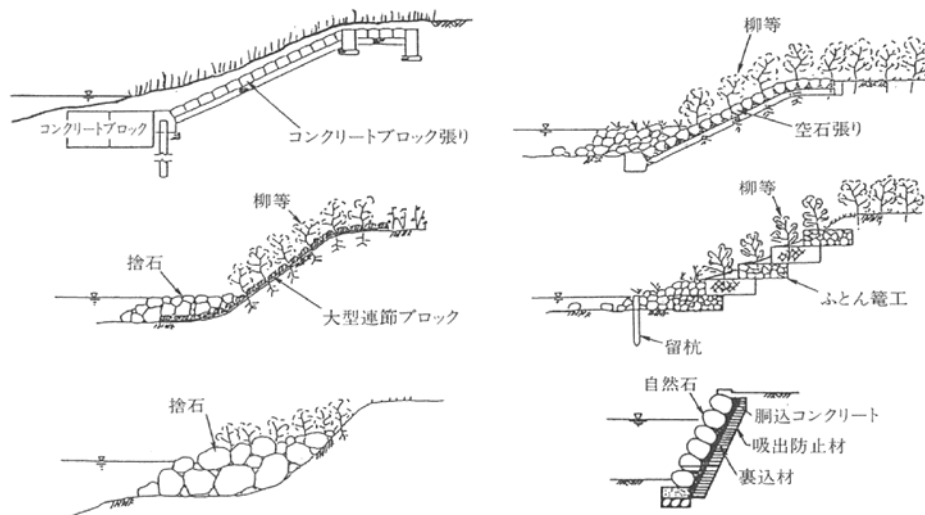 コンクリートブロック
コンクリートブロック張り
柳等
空石張り
柳等
捨石
大型連節ブロック
柳等
ふとん篭工
留杭
捨石
自然石
胴込コンクリート
吸出防止材
裏込材